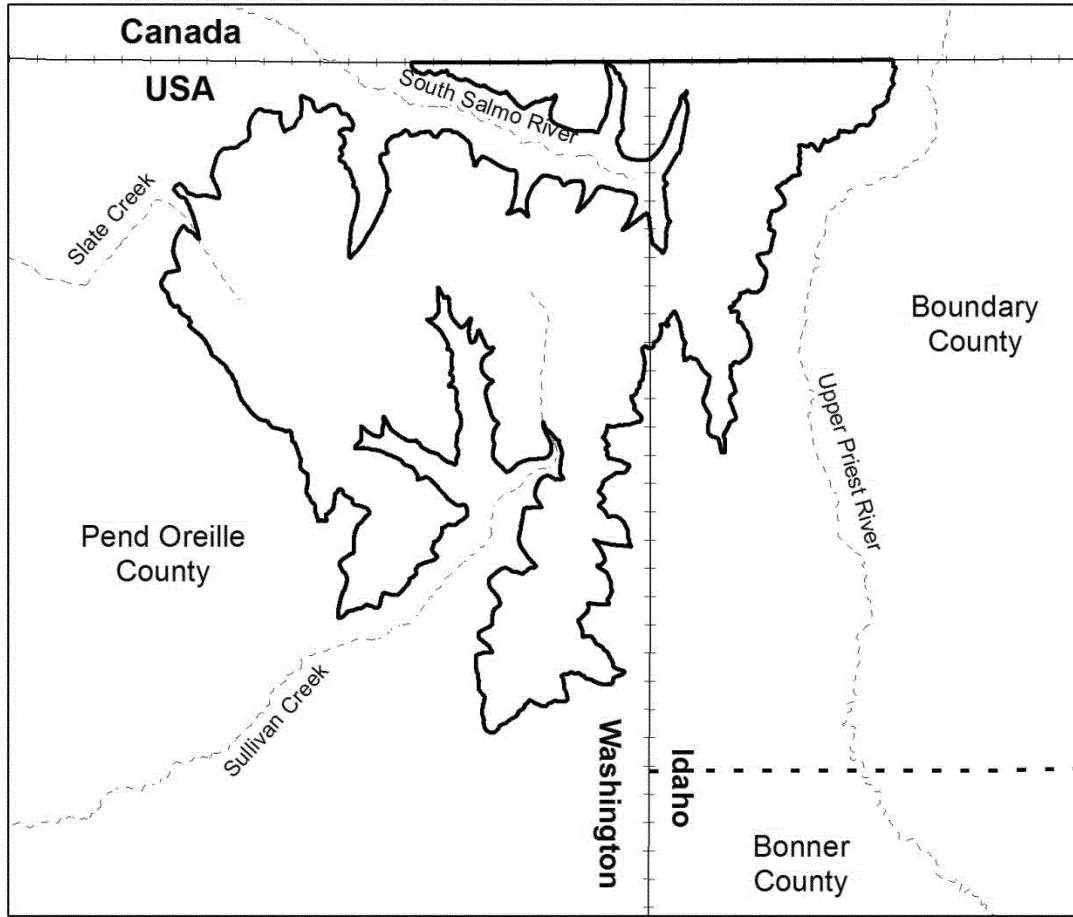 Canada
USA
South Salmo River
Slate Creek
Boundary
County
Upper Priest River
Pend Oreille
County
Sullivan Creek
Washington
Idaho
Bonner
County